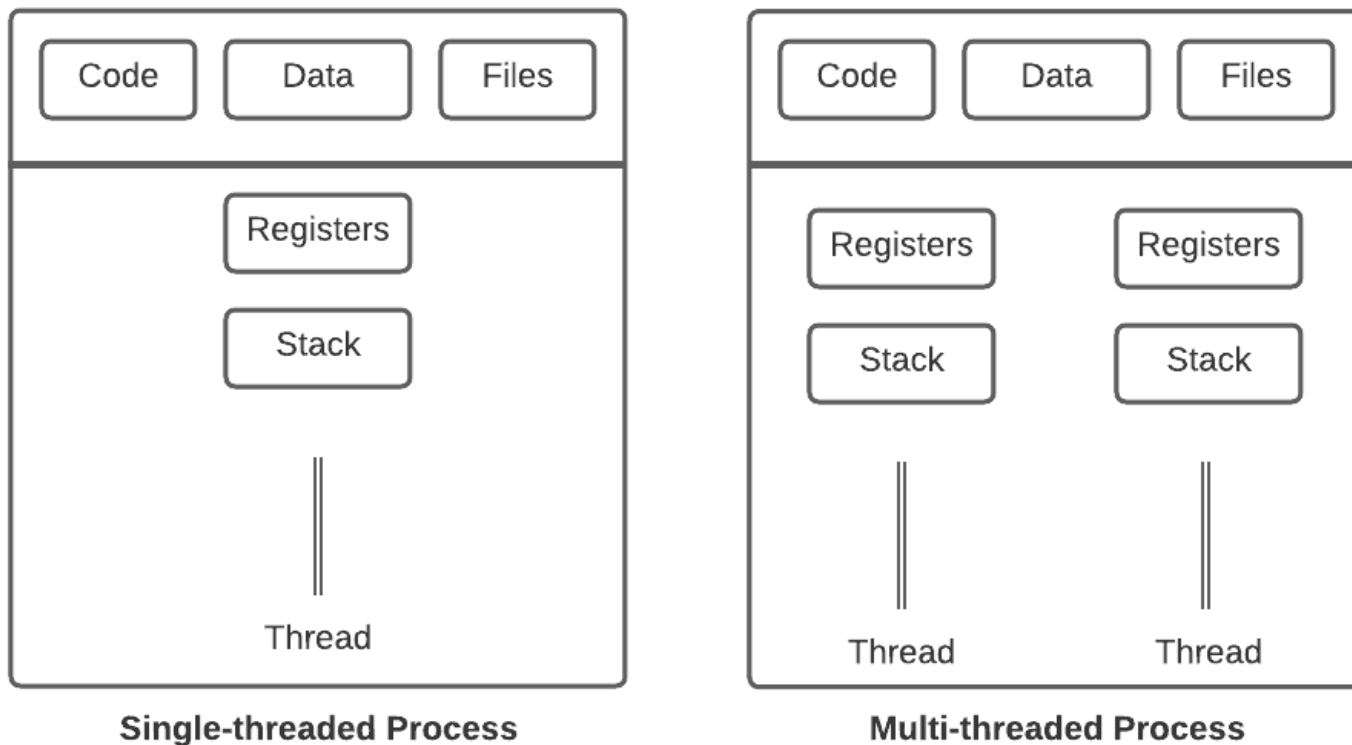 Code Data Files
Registers
Stack
Thread
Single-threaded Process
Code Data Files
Registers Registers
Stack Stack
Thread Thread
Multi-threaded Process